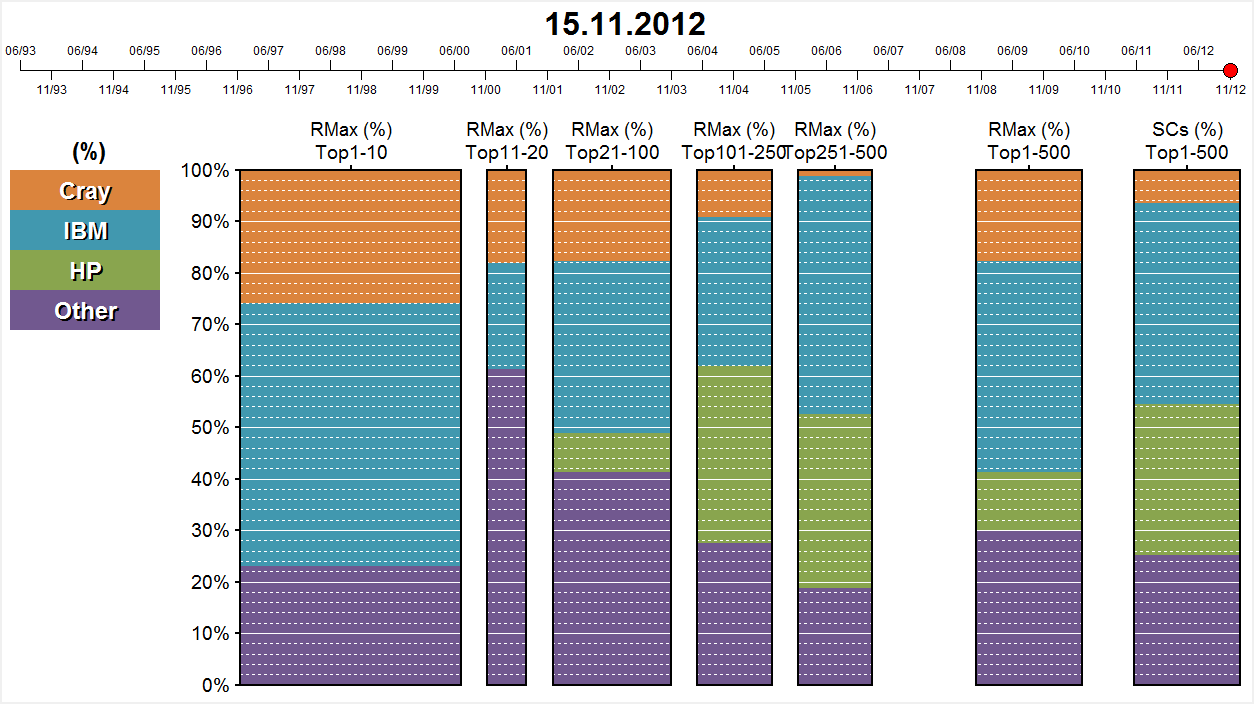 15.11.2012
06/93 06/94 06/95 06/96 06/97 06/98 06/99 06/00 06/01 06/02 06/03 06/04 06/05 06/06 06/07 06/08 06/09 06/10 06/11 06/12
11/93 11/94 11/95 11/96 11/97 11/98 11/99 11/00 11/01 11/02 11/03 11/04 11/05 11/06 11/07 11/08 11/09 11/10 11/11 11/12
RMax (%) RMax (%) RMax (%) RMax (%) RMax (%) RMax (%) SCs (%)
Top1-10 Top11-20 Top21-100 Top101-250 Top251-500 Top1-500 Top1-500
(%)
Cray
IBM
HP
Other
100%
90%
80%
70%
60%
50%
40%
30%
20%
10%
0%